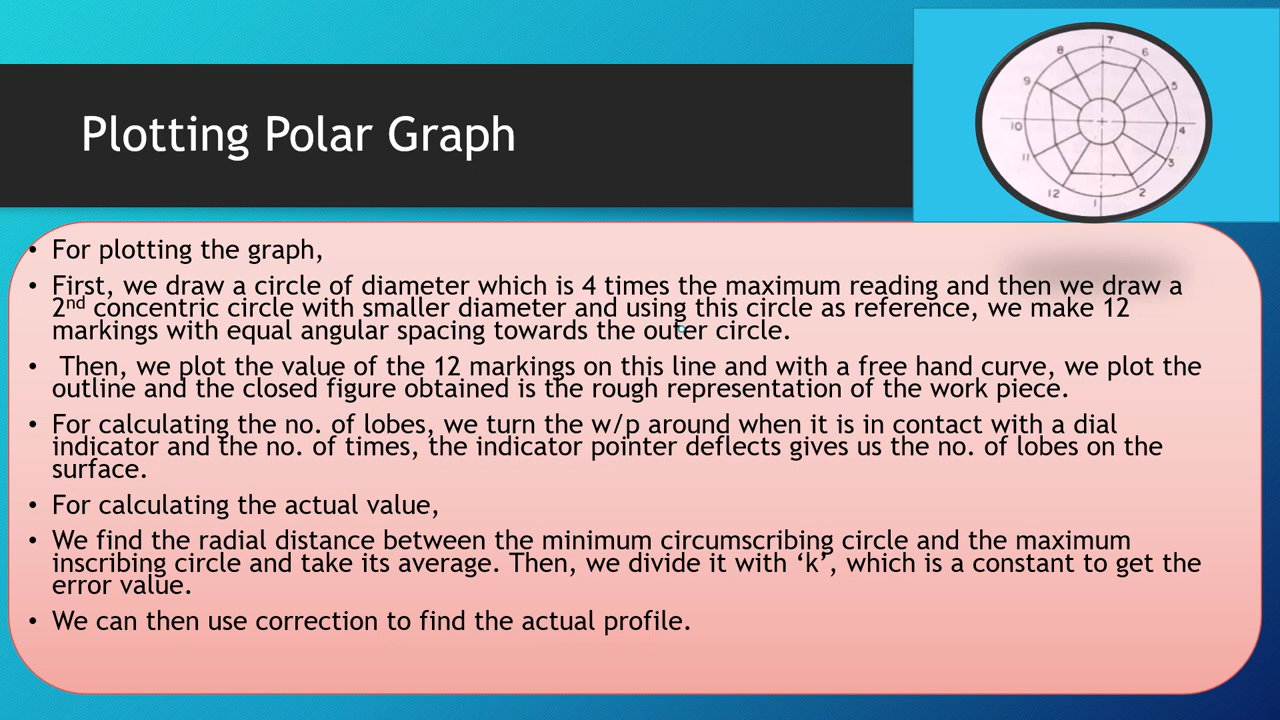 Plotting Polar Graph
7
8
6
9
5
10
4
11
3
12
2
1
• For plotting the graph,
• First, we draw a circle of diameter which is 4 times the maximum reading and then we draw a
2nd concentric circle with smaller diameter and using this circle as reference, we make 12
markings with equal angular spacing towards the outer circle.
• Then, we plot the value of the 12 markings on this line and with a free hand curve, we plot the
outline and the closed figure obtained is the rough representation of the work piece.
• For calculating the no. of lobes, we turn the w/p around when it is in contact with a dial
indicator and the no. of times, the indicator pointer deflects gives us the no. of lobes on the
surface.
• For calculating the actual value,
• We find the radial distance between the minimum circumscribing circle and the maximum
inscribing circle and take its average. Then, we divide it with ‘k’, which is a constant to get the
error value.
• We can then use correction to find the actual profile.